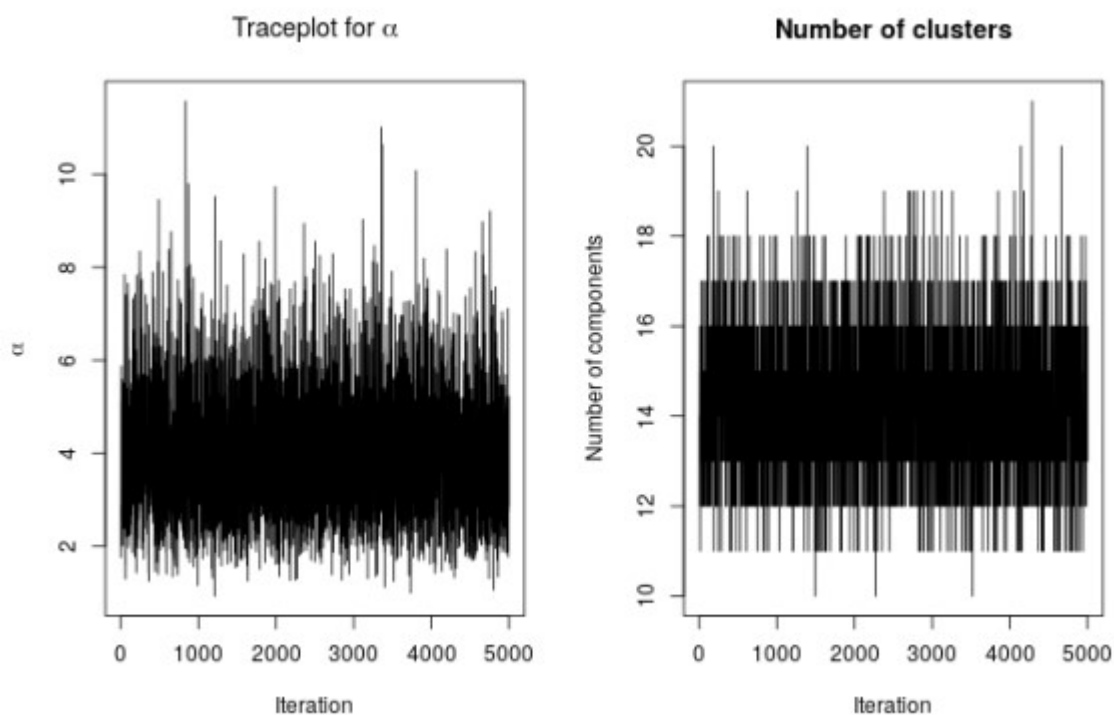 Traceplot for α
α
10
8
6
4
2
0 1000 2000 3000 4000 5000
Iteration
Number of clusters
Number of components
20
18
16
14
12
10
0 1000 2000 3000 4000 5000
Iteration